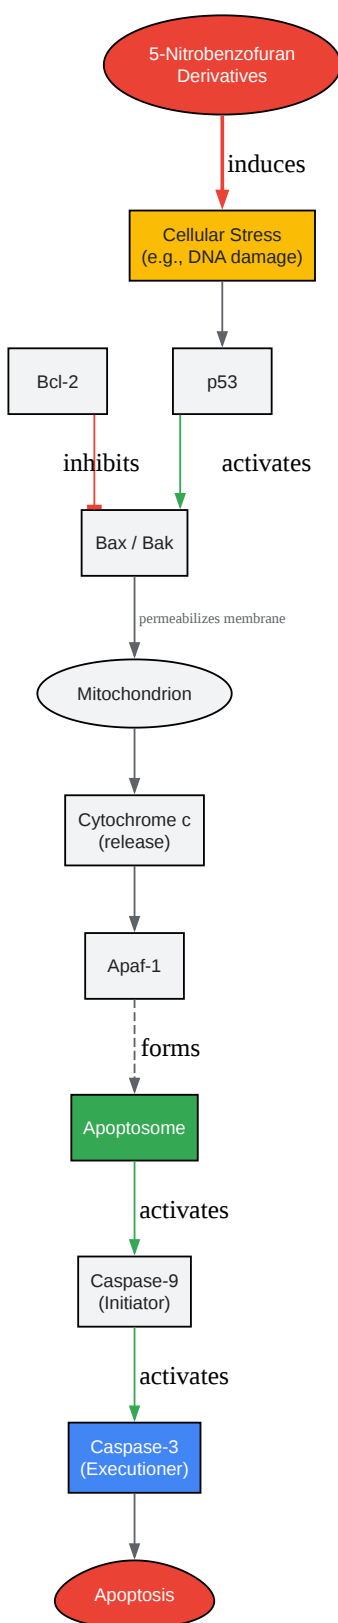 5-Nitrobenzofuran
Derivatives
induces
Cellular Stress
(e.g., DNA damage)
Bcl-2
p53
inhibits
activates
Bax / Bak
permeabilizes membrane
Mitochondrion
Cytochrome c
(release)
Apaf-1
forms
Apoptosome
activates
Caspase-9
(Initiator)
activates
Caspase-3
(Executioner)
Apoptosis